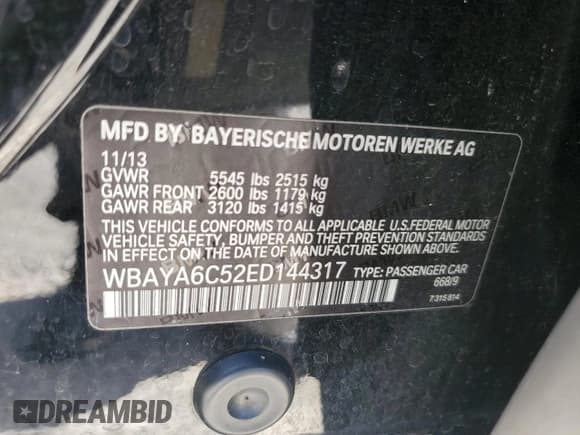 MFD BY: BAYERISCHE MOTOREN WERKE AG
11/13
GVWR 5545 lbs 2515 kg
GAWR FRONT 2600 lbs 1179 kg
GAWR REAR 3120 lbs 1415 kg
THIS VEHICLE CONFORMS TO ALL APPLICABLE U.S.FEDERAL MOTOR
VEHICLE SAFETY, BUMPER AND THEFT PREVENTION STANDARDS
IN EFFECT ON THE DATE OF MANUFACTURE SHOWN ABOVE.
WBAYA6C52ED144317 TYPE: PASSENGER CAR
668/9
7315814
DREAMBID